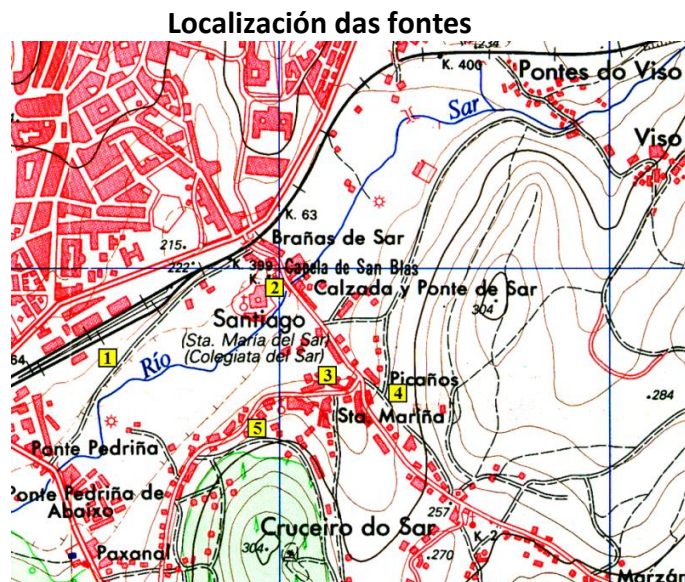 Localización das fontes
1234
K. 400
Pontes do Viso
Sar
Viso
K. 63
215
Brañas de Sar
222
K. 399
Capela de San Blas
K.
2
Calzada y Ponte de Sar
304
Santiago
(Sta. María del Sar)
(Colegiata del Sar)
64
1
Río
3
Picaños
4
284
Sta. Mariña
5
Ponte Pedriña
Ponte Pedriña de
Abaixo
257
Cruceiro do Sar
K. 2
Paxanal
304
270
Marzán